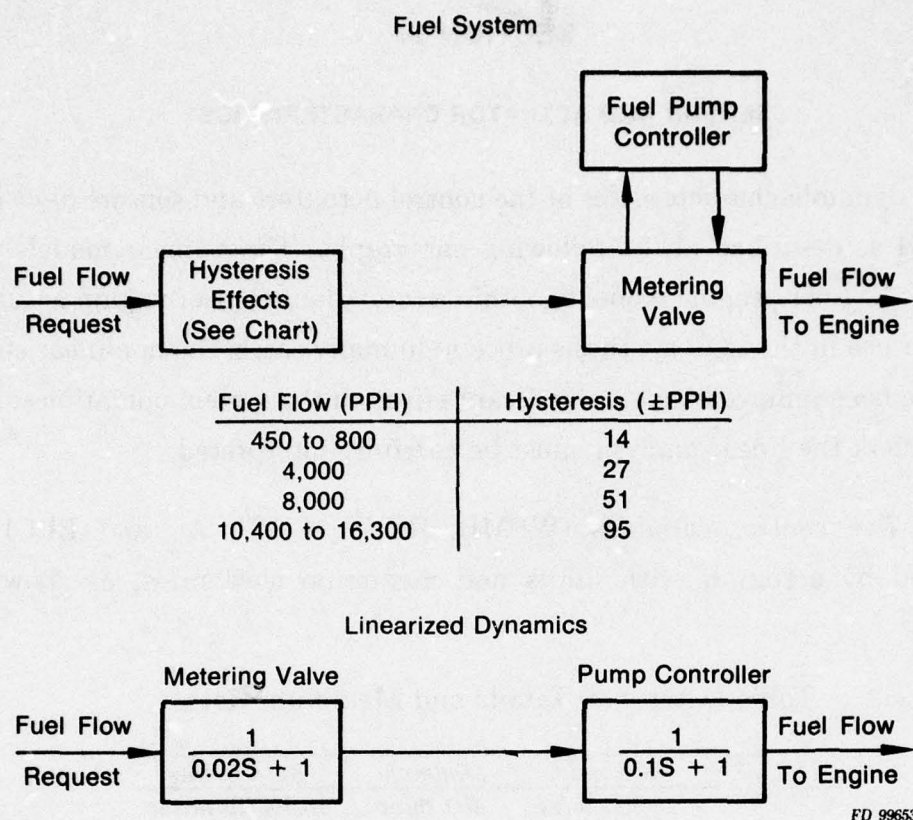 Fuel System
Fuel Pump
Controller
Fuel Flow
Request
Hysteresis
Effects
(See Chart)
Metering
Valve
Fuel Flow
To Engine
Fuel Flow (PPH) Hysteresis (±PPH)
450 to 800 14
4,000 27
8,000 51
10,400 to 16,300 95
Linearized Dynamics
Metering Valve
Pump Controller
Fuel Flow
Request
1
0.02S + 1
1
0.1S + 1
Fuel Flow
To Engine
FD 99653